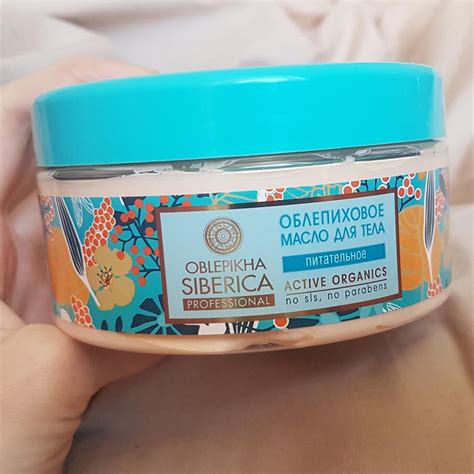 OBLEPIKHA
SIBERICA
PROFESSIONAL
ОБЛЕПИХОВОЕ
МАСЛО ДЛЯ ТЕЛА
питательное
ACTIVE ORGANICS
no sls, no parabens